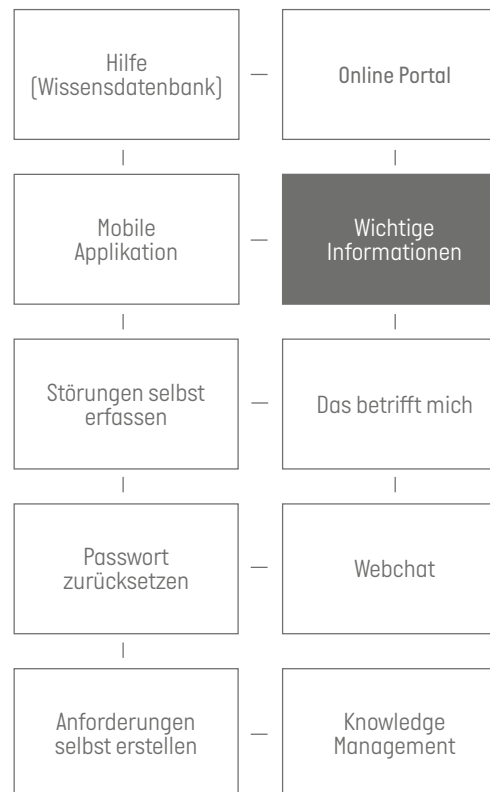 Hilfe
(Wissensdatenbank)
Online Portal
Mobile
Applikation
Wichtige
Informationen
Störungen selbst
erfassen
Das betrifft mich
Passwort
zurücksetzen
Webchat
Anforderungen
selbst erstellen
Knowledge
Management